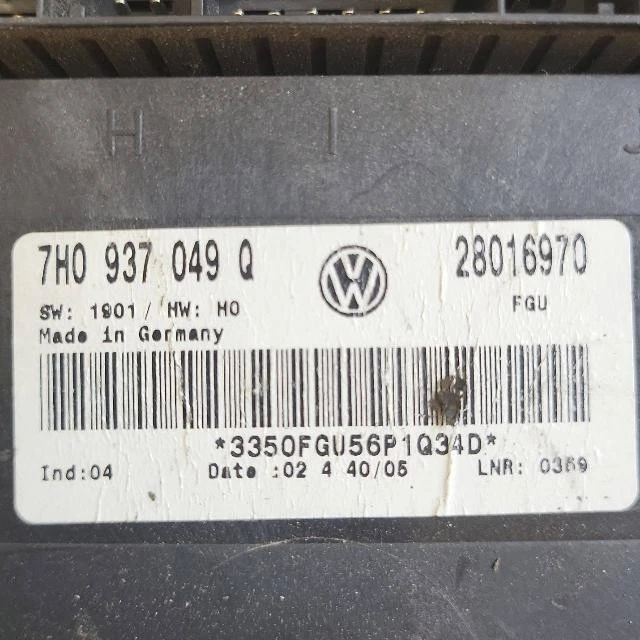 H I
7H0 937 049 Q
28016970
SW: 1901/ HW: H0
FGU
Made in Germany
*3350FGU56P1Q34D*
Ind:04
Date :02 4 40/05
LNR: 0369